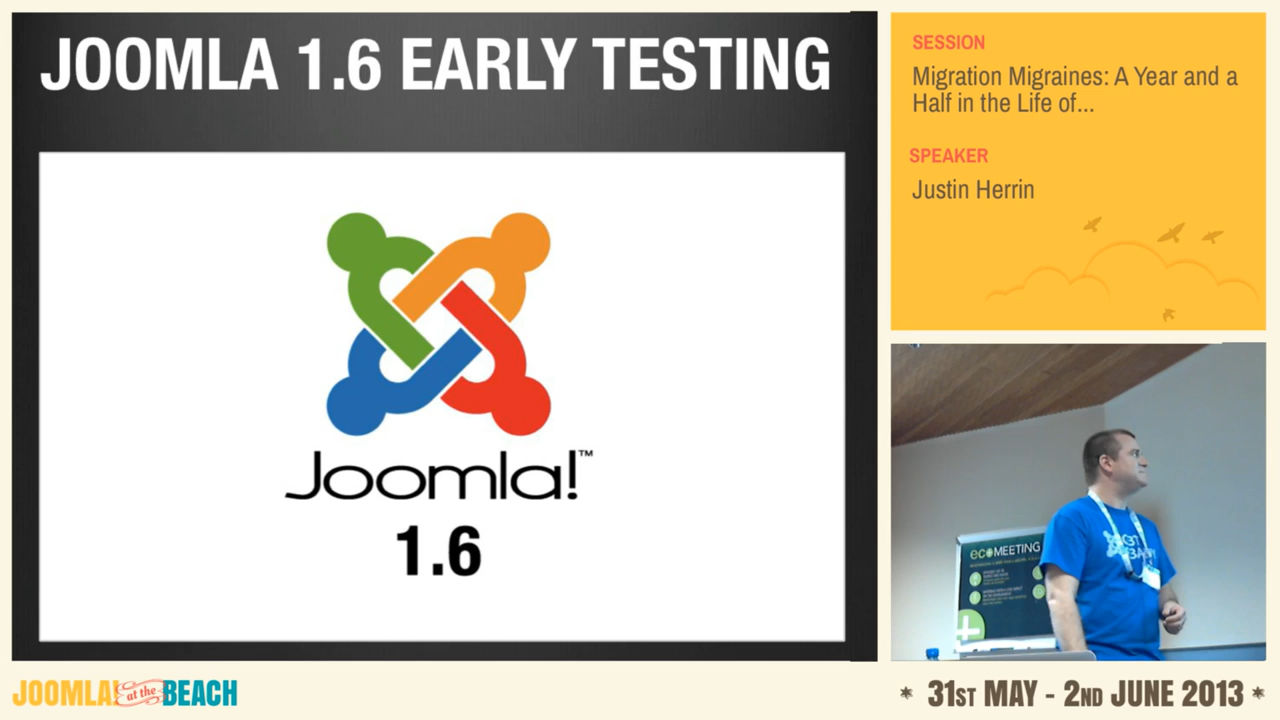 JOOMLA 1.6 EARLY TESTING
Joomla!™
1.6
SESSION
Migration Migraines: A Year and a
Half in the Life of...
SPEAKER
Justin Herrin
ecoMEETING
JOOMLA! at the BEACH
* 31ST MAY - 2ND JUNE 2013 *